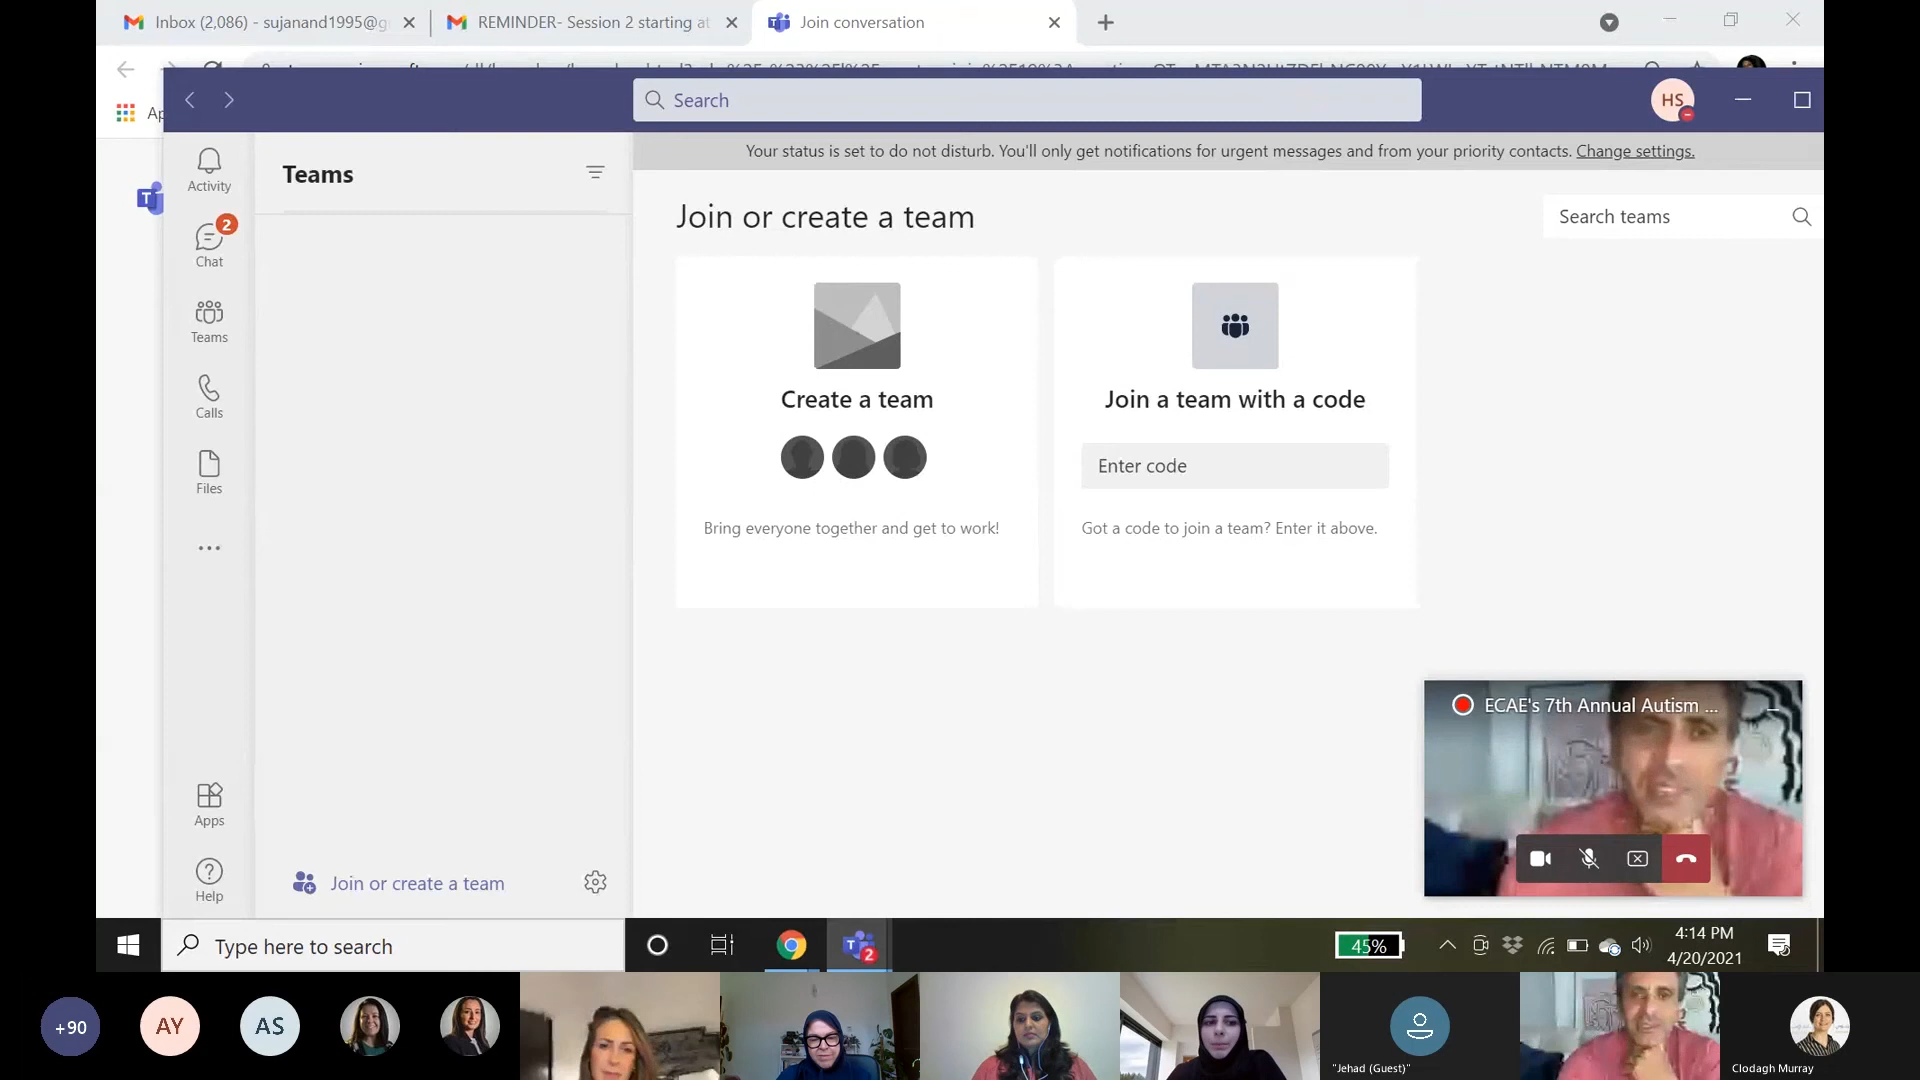 Inbox (2,086) - sujanand1995@g
REMINDER- Session 2 starting at
Join conversation
Ap
Search
HS
Your status is set to do not disturb. You'll only get notifications for urgent messages and from your priority contacts. Change settings.
Activity
2
Chat
Teams
Calls
Files
Apps
Help
Teams
Join or create a team
Search teams
Create a team
Bring everyone together and get to work!
Join a team with a code
Enter code
Got a code to join a team? Enter it above.
Join or create a team
ECAE's 7th Annual Autism ...
Type here to search
2
45%
4:14 PM
4/20/2021
+90
AY
AS
"Jehad (Guest)"
Clodagh Murray